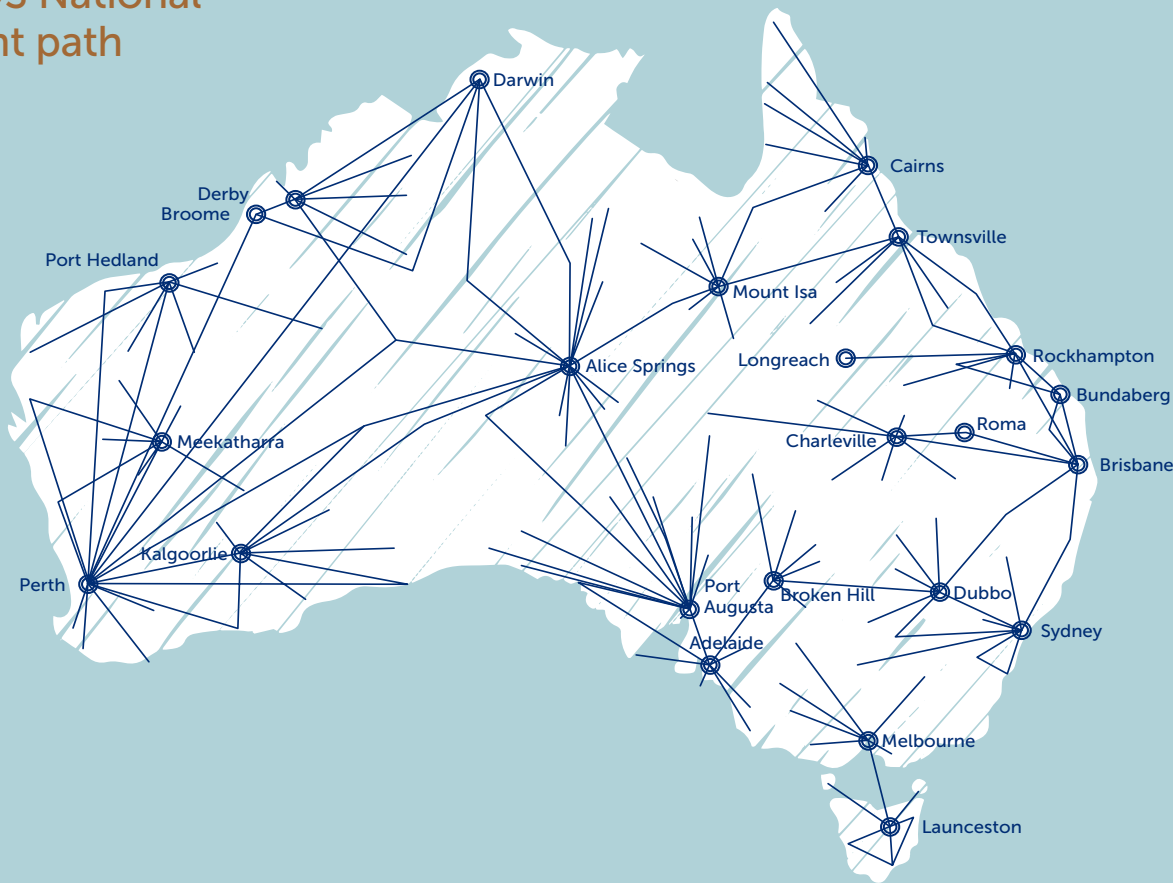 National
path
Darwin
Cairns
Derby
Broome
Townsville
Port Hedland
Mount Isa
Longreach
Rockhampton
Alice Springs
Bundaberg
Roma
Charleville
Meekatharra
Brisbane
Kalgoorlie
Perth
Port
Augusta
Broken Hill
Dubbo
Sydney
Adelaide
Melbourne
Launceston